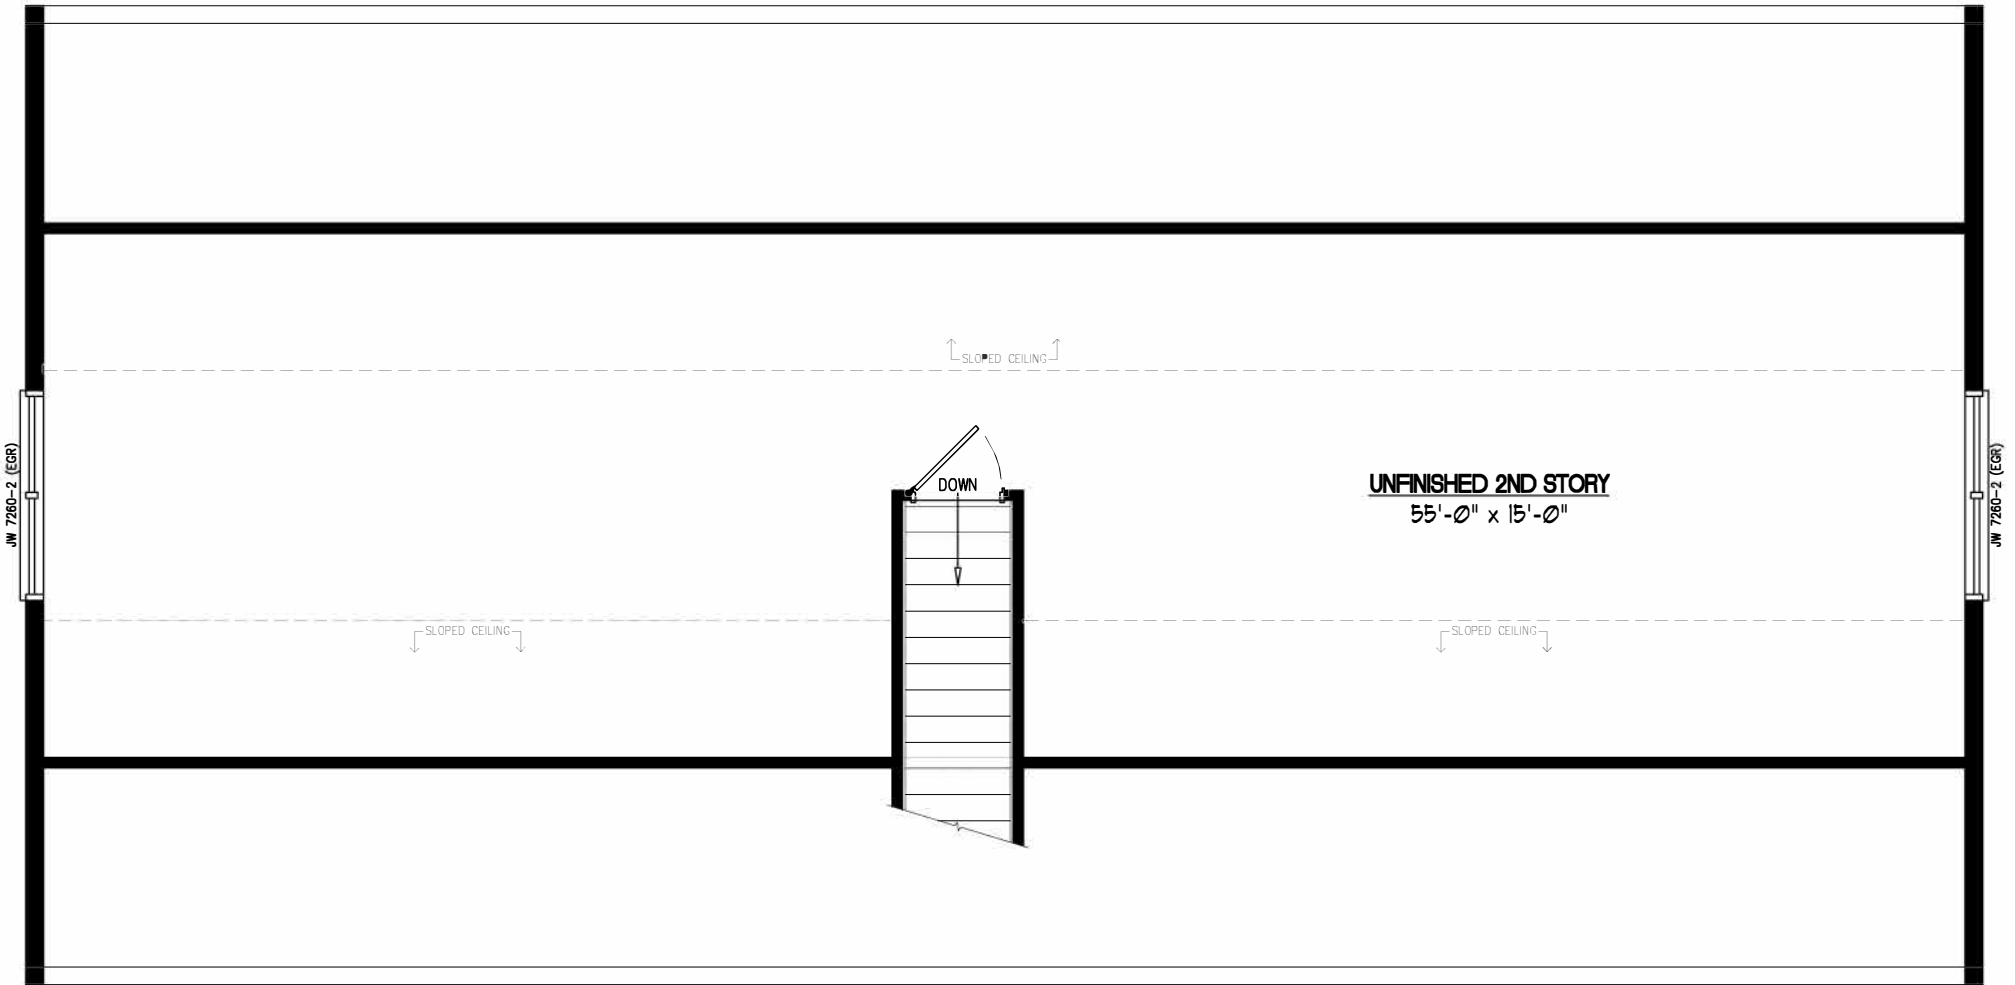 SLOPED CEILING
JW 7260-2 (EGR)
DOWN
UNFINISHED 2ND STORY
55'-0" x 15'-0"
JW 7260-2 (EGR)
SLOPED CEILING
SLOPED CEILING